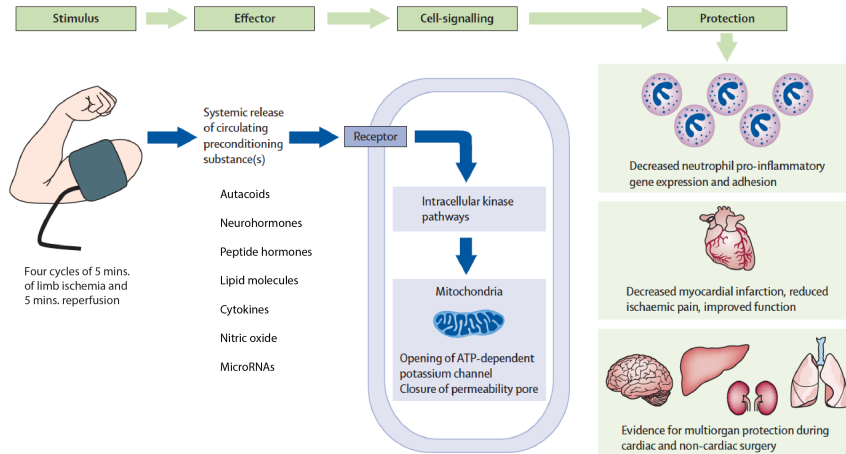 Stimulus
Effector
Cell-signalling
Protection
Four cycles of 5 mins.
of limb ischemia and
5 mins. reperfusion
Systemic release
of circulating
preconditioning
substance(s)
Autacoids
Neurohormones
Peptide hormones
Lipid molecules
Cytokines
Nitric oxide
MicroRNAs
Receptor
Intracellular kinase
pathways
Mitochondria
Opening of ATP-dependent
potassium channel
Closure of permeability pore
Decreased neutrophil pro-inflammatory
gene expression and adhesion
Decreased myocardial infarction, reduced
ischaemic pain, improved function
Evidence for multiorgan protection during
cardiac and non-cardiac surgery